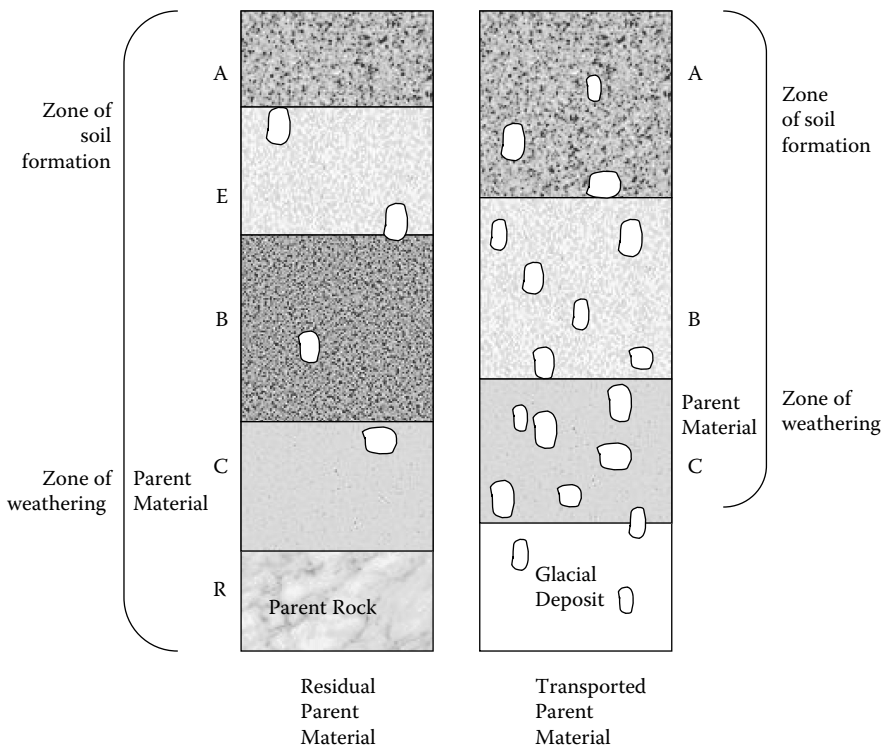 A
Zone of
soil
formation
E
B
C
Zone of
weathering
Parent
Material
R
Parent Rock
Residual
Parent
Material
A
Zone
of soil
formation
B
Parent
Material
Zone of
weathering
C
Glacial
Deposit
Transported
Parent
Material